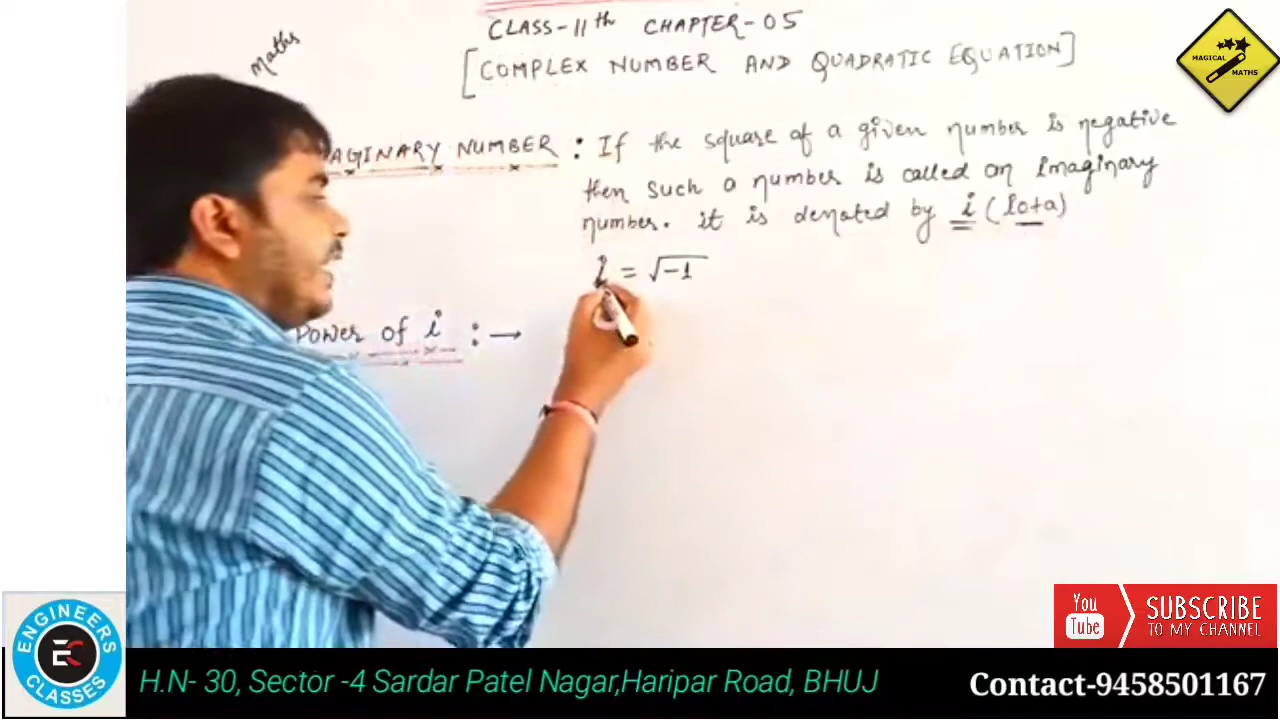 CLASS-11th CHAPTER-05
maths
[COMPLEX NUMBER AND QUADRATIC EQUATION]
MAGICAL MATHS
AGINARY NUMBER : If the square of a given number is negative
then such a number is called an imaginary
number. it is denoted by i (Iota)
i = √-1
Power of i :→
ENGINEERS
EC
CLASSES
You Tube
SUBSCRIBE
TO MY CHANNEL
H.N- 30, Sector -4 Sardar Patel Nagar,Haripar Road, BHUJ
Contact-9458501167